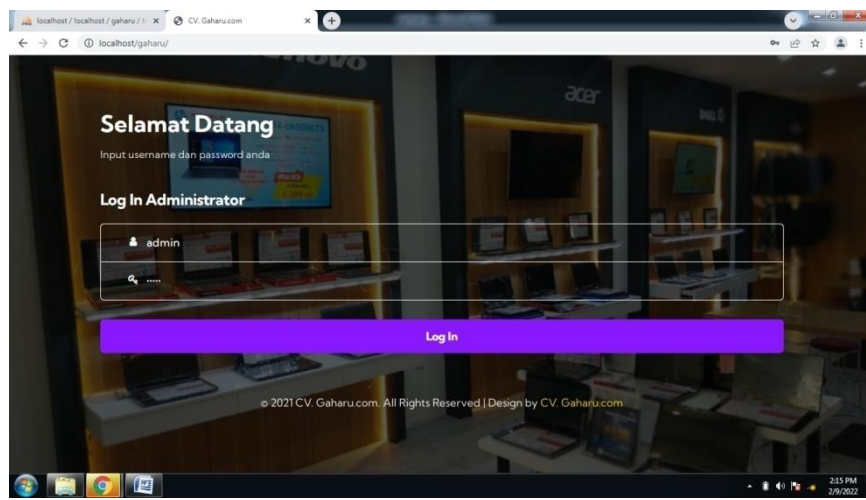 localhost / localhost / gaharu / t
CV. Gaharu.com
localhost/gaharu/
acer
DELL
Selamat Datang
Input username dan password anda
Log In Administrator
admin
.....
Log In
© 2021 CV. Gaharu.com. All Rights Reserved | Design by CV. Gaharu.com
2:15 PM
2/9/2022